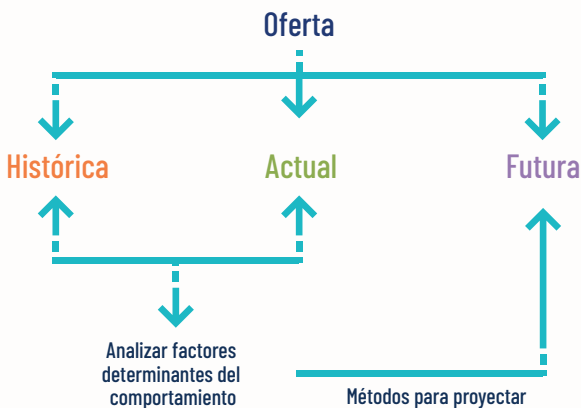 Oferta
Histórica
Actual
Futura
Analizar factores
determinantes del
comportamiento
Métodos para proyectar